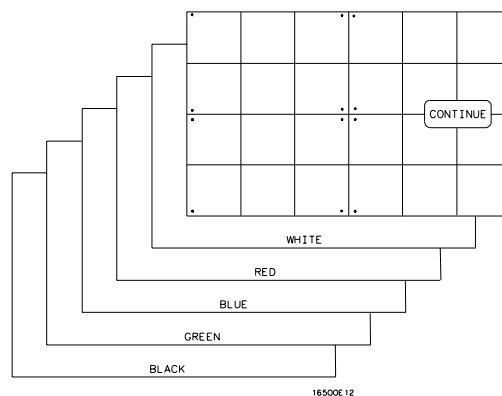 CONTINUE
WHITE
RED
BLUE
GREEN
BLACK
16500E12